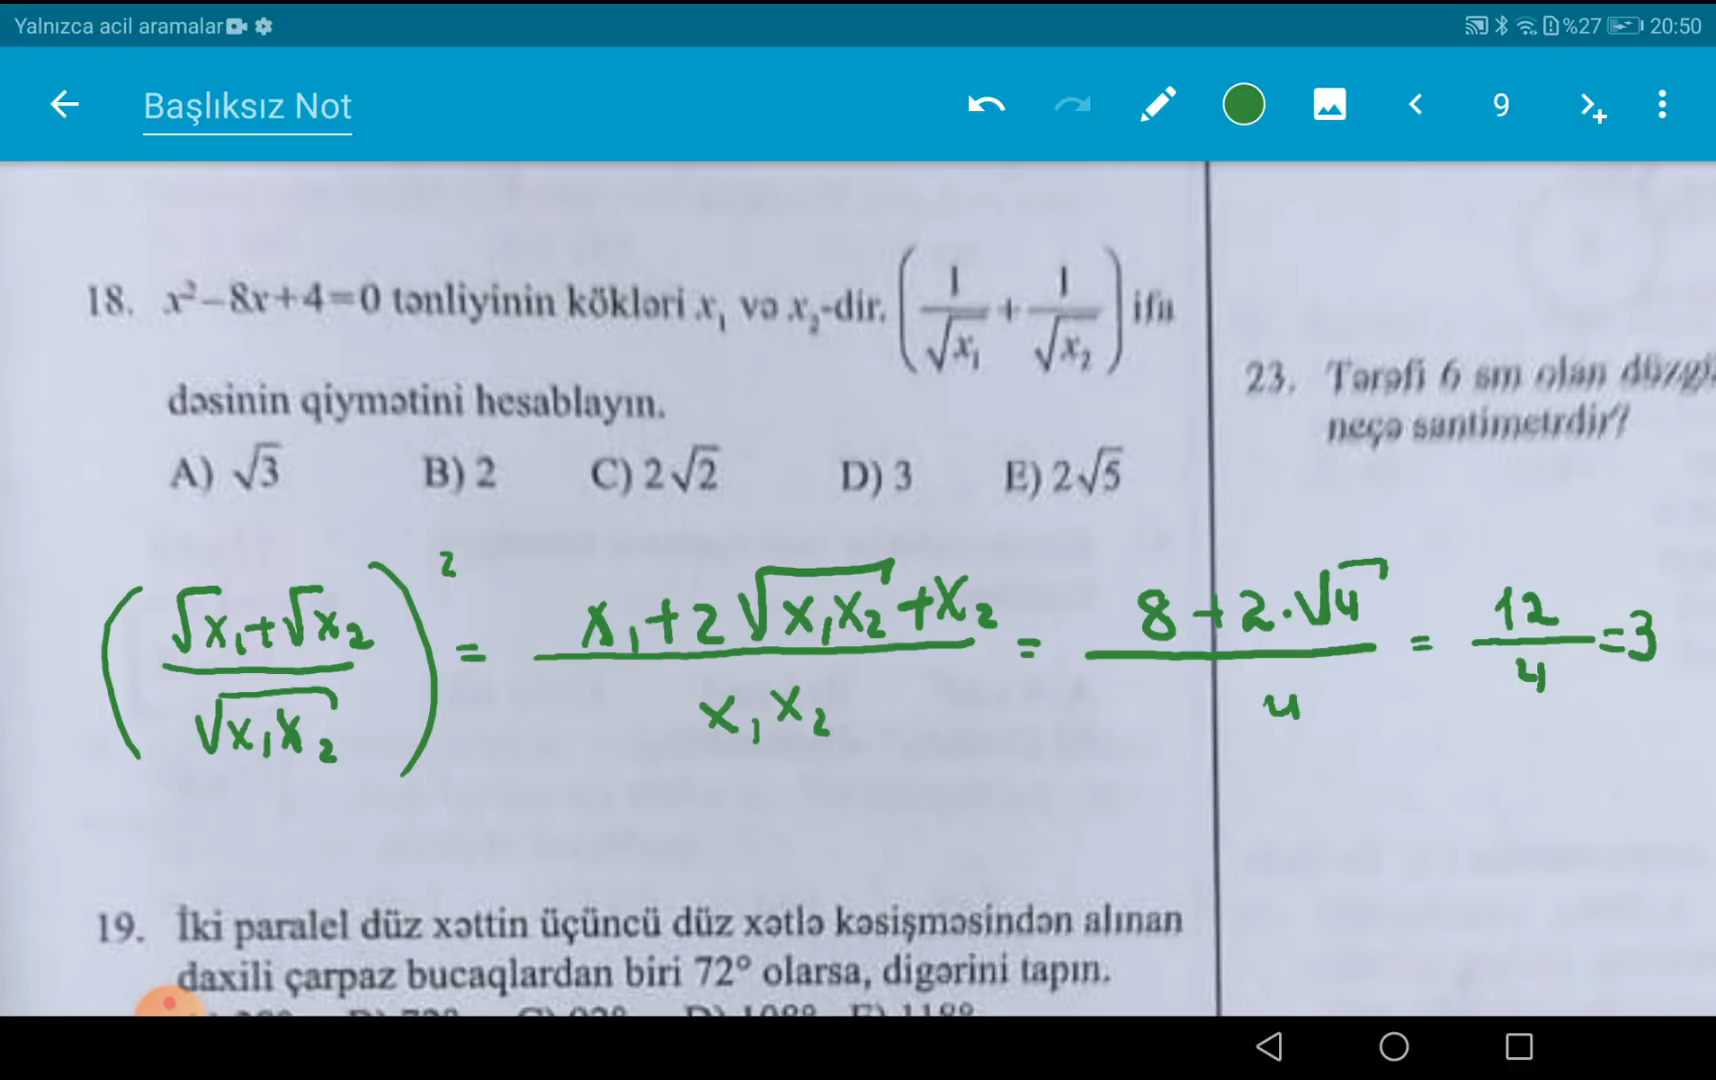 Yalnızca acil aramalar %27 20:50
Başlıksız Not 9
18. x²−8x+4=0 tənliyinin kökləri x₁ və x₂-dir. (1/√x₁ + 1/√x₂) ifa
dəsinin qiymətini hesablayın.
A) √3 B) 2 C) 2√2 D) 3 E) 2√5
((√x₁+√x₂)/√(x₁x₂))² = (x₁+2√(x₁x₂)+x₂)/(x₁x₂) = (8+2·√4)/4 = 12/4 =3
19. İki paralel düz xəttin üçüncü düz xətlə kəsişməsindən alınan
daxili çarpaz bucaqlardan biri 72° olarsa, digərini tapın.
23. Tərəfi 6 sm olan
neçə santimetrdir?